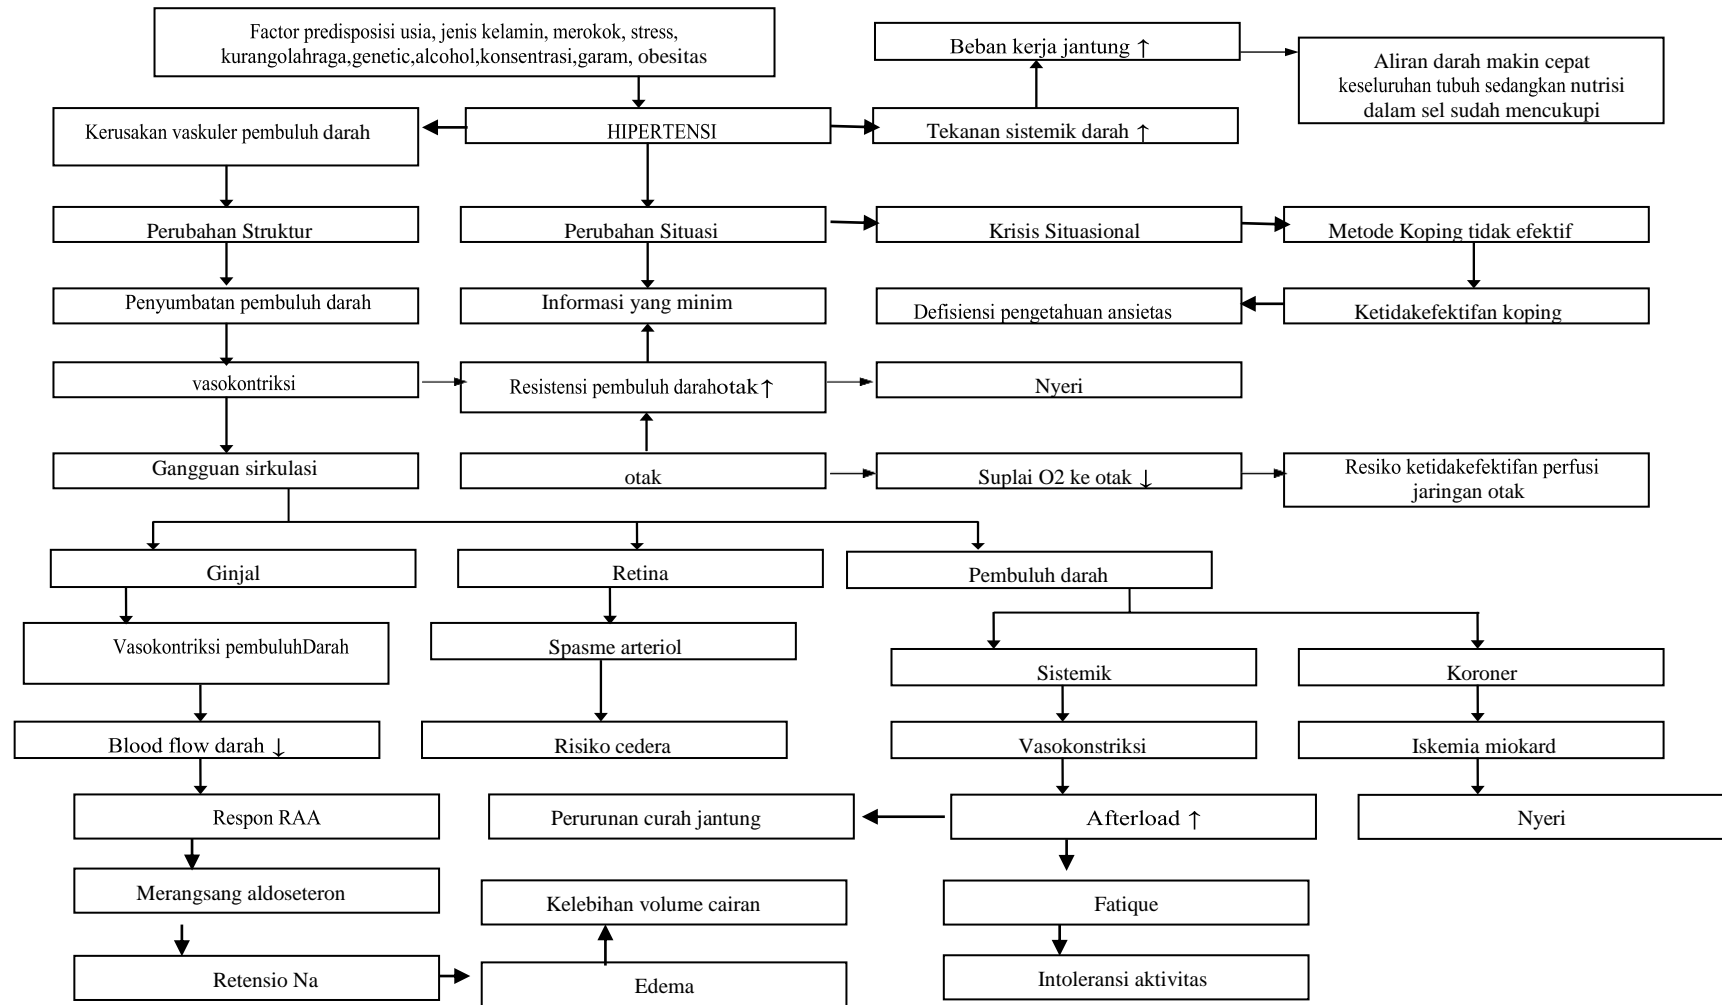 Factor predisposisi usia, jenis kelamin, merokok, stress,
kurangolahraga,genetic,alcohol,konsentrasi,garam, obesitas
Beban kerja jantung ↑
Aliran darah makin cepat
keseluruhan tubuh sedangkan nutrisi
dalam sel sudah mencukupi
Kerusakan vaskuler pembuluh darah
HIPERTENSI
Tekanan sistemik darah ↑
Perubahan Struktur
Perubahan Situasi
Krisis Situasional
Metode Koping tidak efektif
Penyumbatan pembuluh darah
Informasi yang minim
Defisiensi pengetahuan ansietas
Ketidakefektifan koping
vasokontriksi
Resistensi pembuluh darahotak ↑
Nyeri
Gangguan sirkulasi
otak
Suplai O2 ke otak ↓
Resiko ketidakefektifan perfusi
jaringan otak
Ginjal
Retina
Pembuluh darah
Vasokontriksi pembuluhDarah
Spasme arteriol
Sistemik
Koroner
Blood flow darah ↓
Risiko cedera
Vasokonstriksi
Iskemia miokard
Respon RAA
Perurunan curah jantung
Afterload ↑
Nyeri
Merangsang aldoseteron
Kelebihan volume cairan
Fatique
Retensio Na
Edema
Intoleransi aktivitas